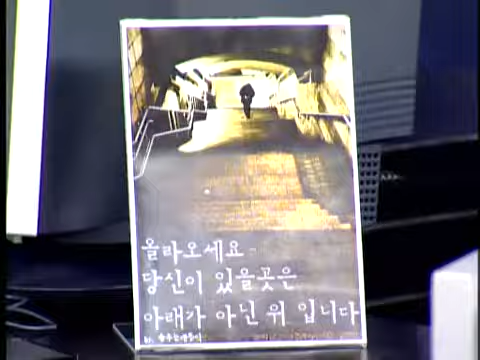 올라오세요
당신이 있을곳은
아래가 아닌 위 입니다